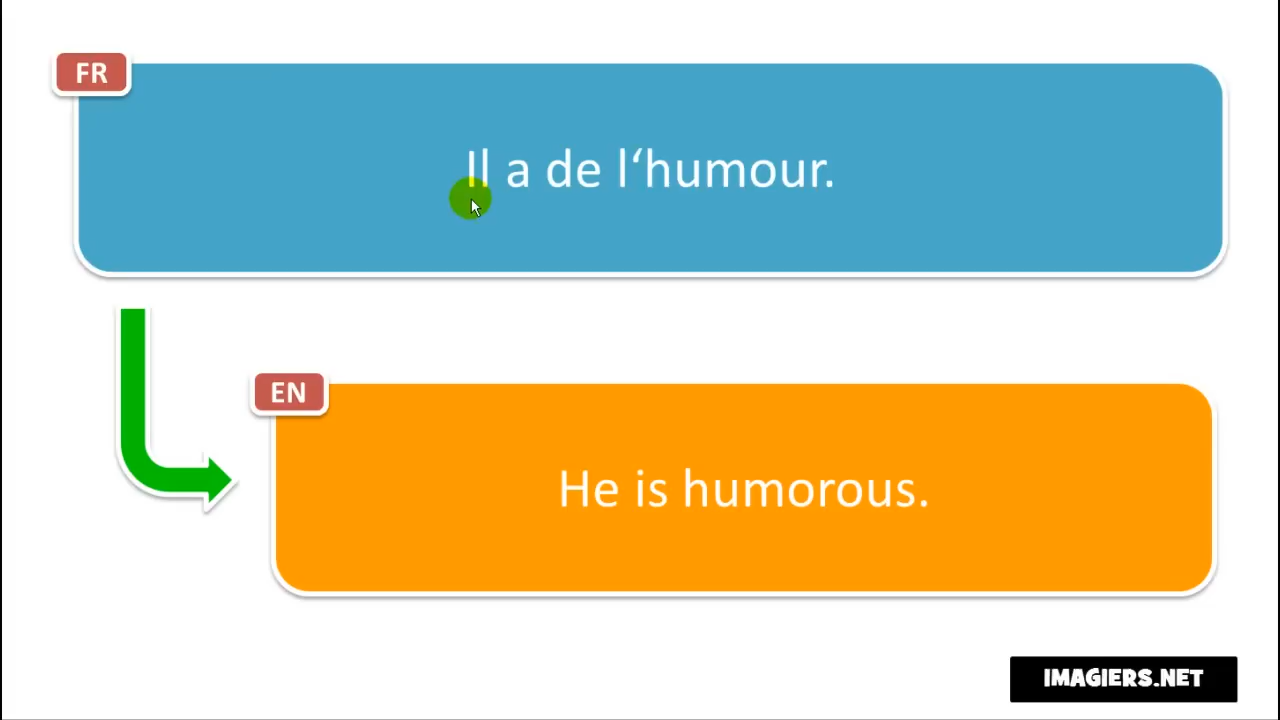 FR
Il a de l‘humour.
EN
He is humorous.
IMAGIERS.NET